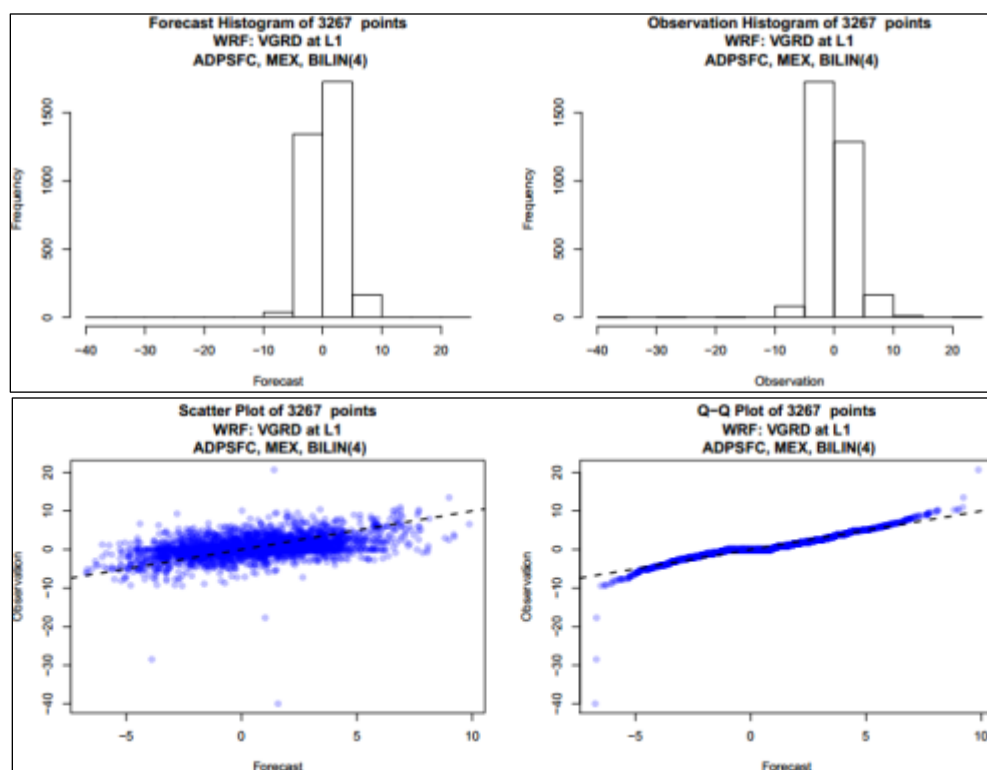 Forecast Histogram of 3267 points
WRF: VGRD at L1
ADPSFC, MEX, BILIN(4)
Frequency
0 500 1000 1500
−40 −30 −20 −10 0 10 20
Forecast
Observation Histogram of 3267 points
WRF: VGRD at L1
ADPSFC, MEX, BILIN(4)
Frequency
0 500 1000 1500
−40 −30 −20 −10 0 10 20
Observation
Scatter Plot of 3267 points
WRF: VGRD at L1
ADPSFC, MEX, BILIN(4)
Observation
−40 −30 −20 −10 0 10 20
−5 0 5 10
Forecast
Q−Q Plot of 3267 points
WRF: VGRD at L1
ADPSFC, MEX, BILIN(4)
Observation
−40 −30 −20 −10 0 10 20
−5 0 5 10
Forecast